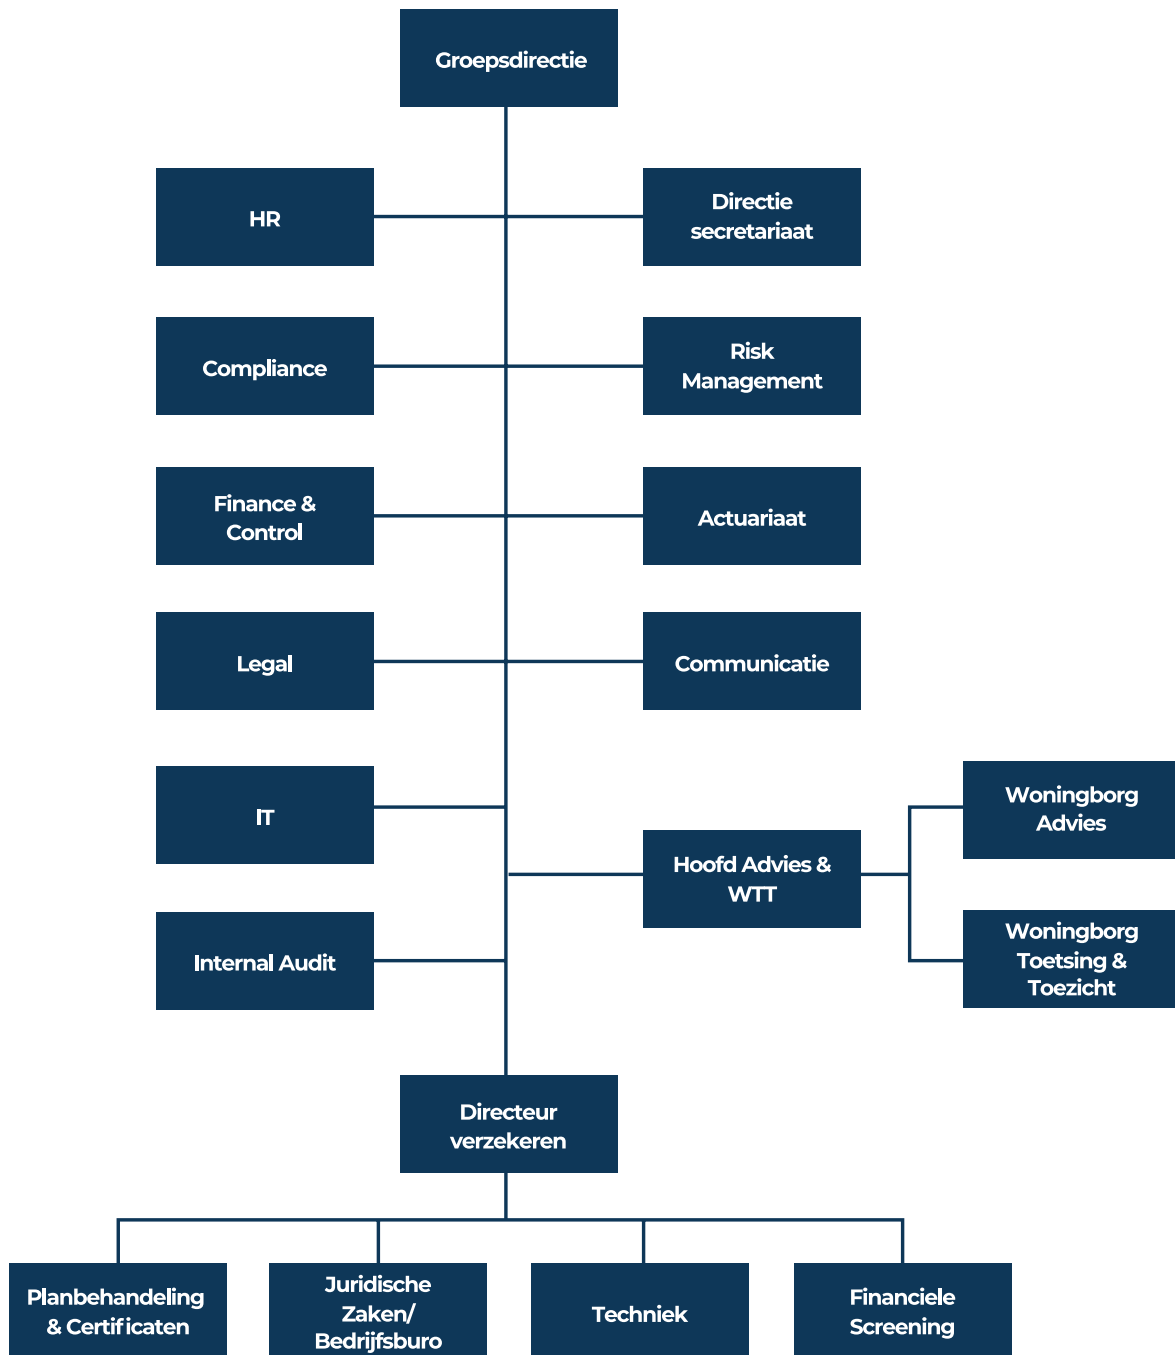 Groepsdirectie
HR
Directie
secretariaat
Compliance
Risk
Management
Finance &
Control
Actuariaat
Legal
Communicatie
IT
Hoofd Advies &
WTT
Woningborg
Advies
Internal Audit
Woningborg
Toetsing &
Toezicht
Directeur
verzekeren
Planbehandeling
& Certificaten
Juridische
Zaken/
Bedrijfsburo
Techniek
Financiele
Screening